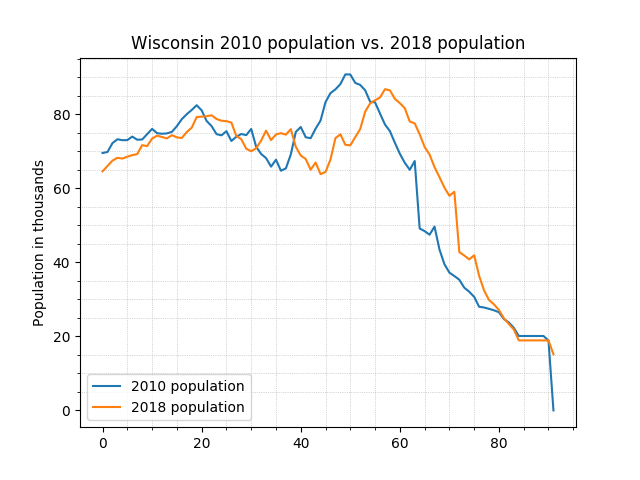 Wisconsin 2010 population vs. 2018 population
Population in thousands
80
60
40
20
0
2010 population
2018 population
0 20 40 60 80